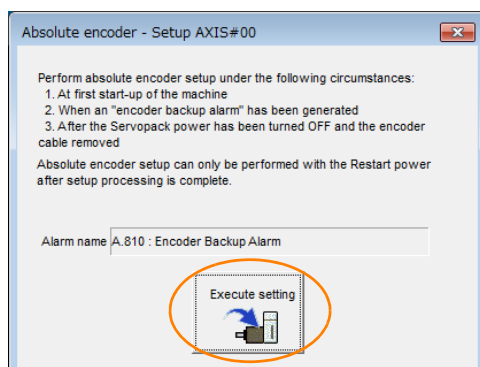 Absolute encoder - Setup AXIS#00
Perform absolute encoder setup under the following circumstances:
1. At first start-up of the machine
2. When an "encoder backup alarm" has been generated
3. After the Servopack power has been turned OFF and the encoder
cable removed
Absolute encoder setup can only be performed with the Restart power
after setup processing is complete.
Alarm name A.810 : Encoder Backup Alarm
Execute setting